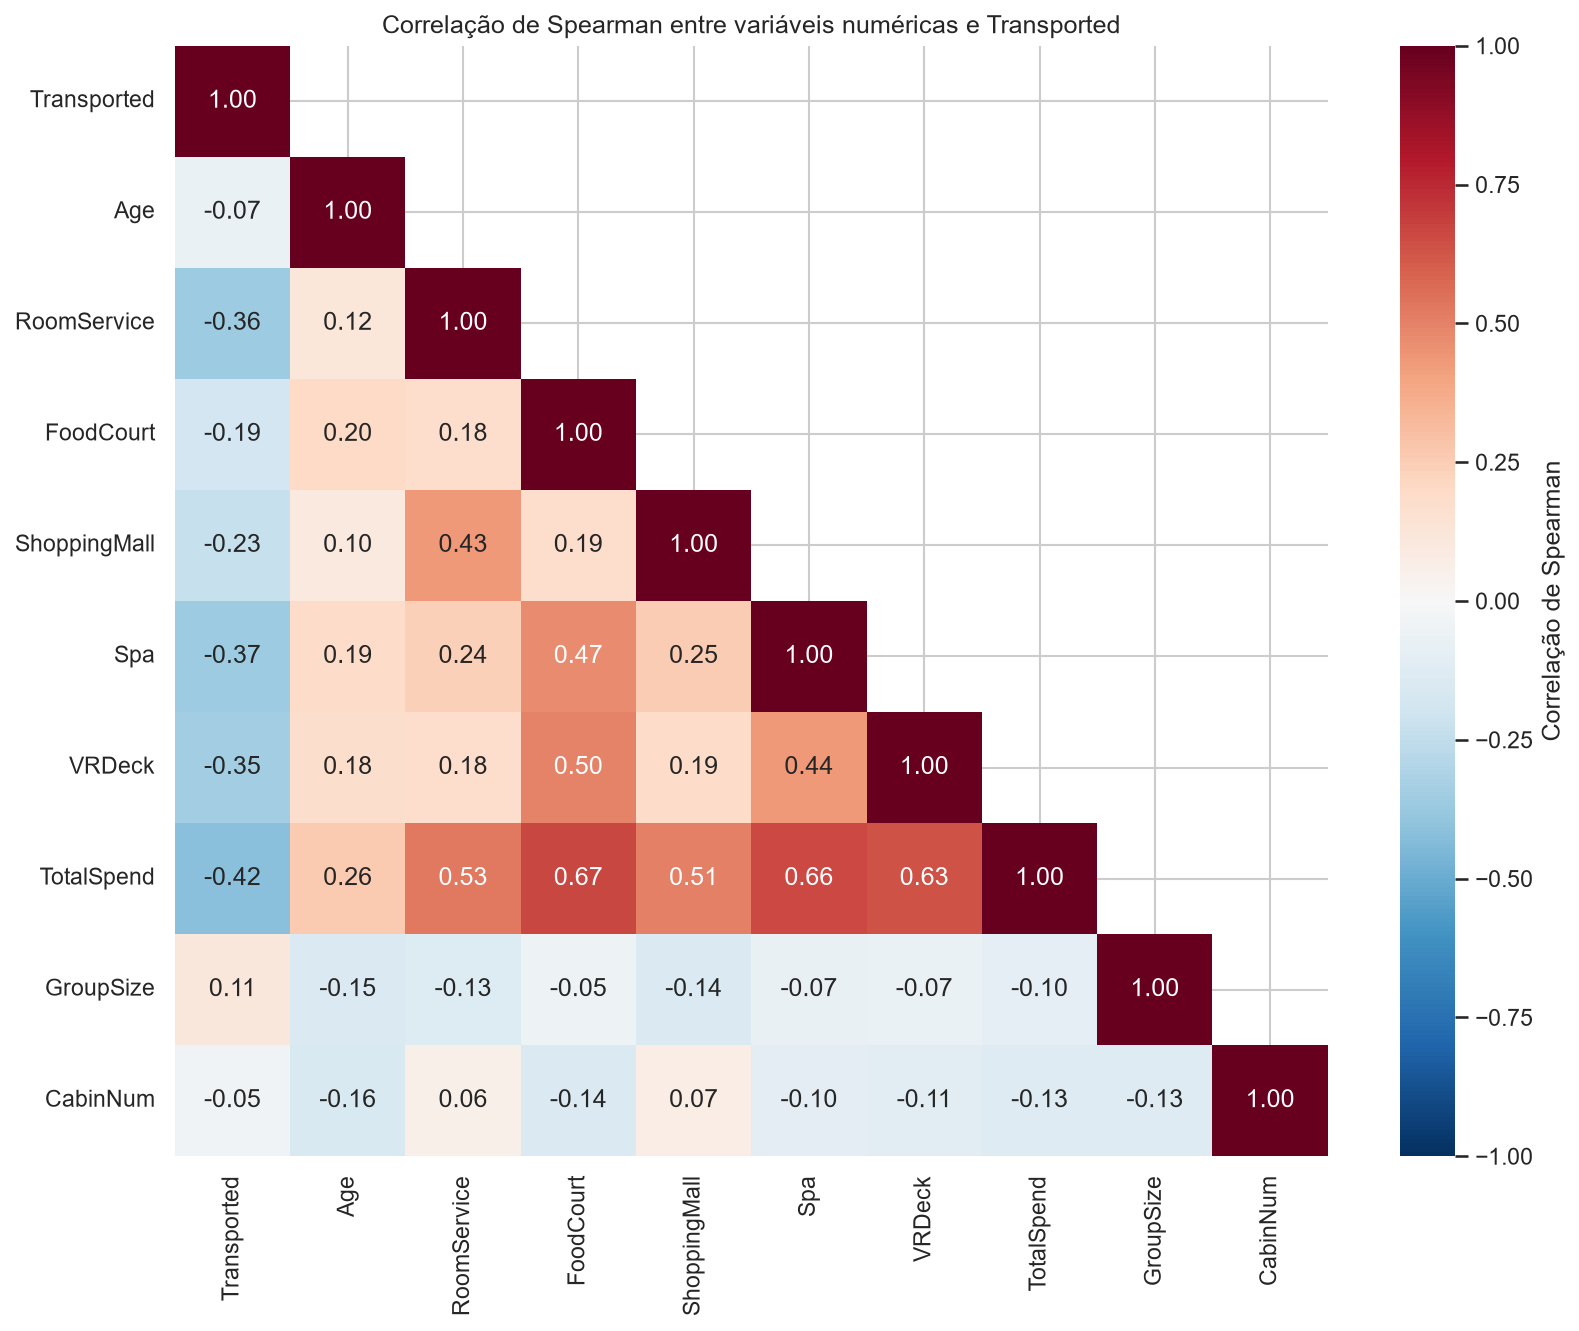 Correlação de Spearman entre variáveis numéricas e Transported
Transported 1.00
Age -0.07 1.00
RoomService -0.36 0.12 1.00
FoodCourt -0.19 0.20 0.18 1.00
ShoppingMall -0.23 0.10 0.43 0.19 1.00
Spa -0.37 0.19 0.24 0.47 0.25 1.00
VRDeck -0.35 0.18 0.18 0.50 0.19 0.44 1.00
TotalSpend -0.42 0.26 0.53 0.67 0.51 0.66 0.63 1.00
GroupSize 0.11 -0.15 -0.13 -0.05 -0.14 -0.07 -0.07 -0.10 1.00
CabinNum -0.05 -0.16 0.06 -0.14 0.07 -0.10 -0.11 -0.13 -0.13 1.00
Transported
Age
RoomService
FoodCourt
ShoppingMall
Spa
VRDeck
TotalSpend
GroupSize
CabinNum
1.00
0.75
0.50
0.25
0.00
−0.25
−0.50
−0.75
−1.00
Correlação de Spearman